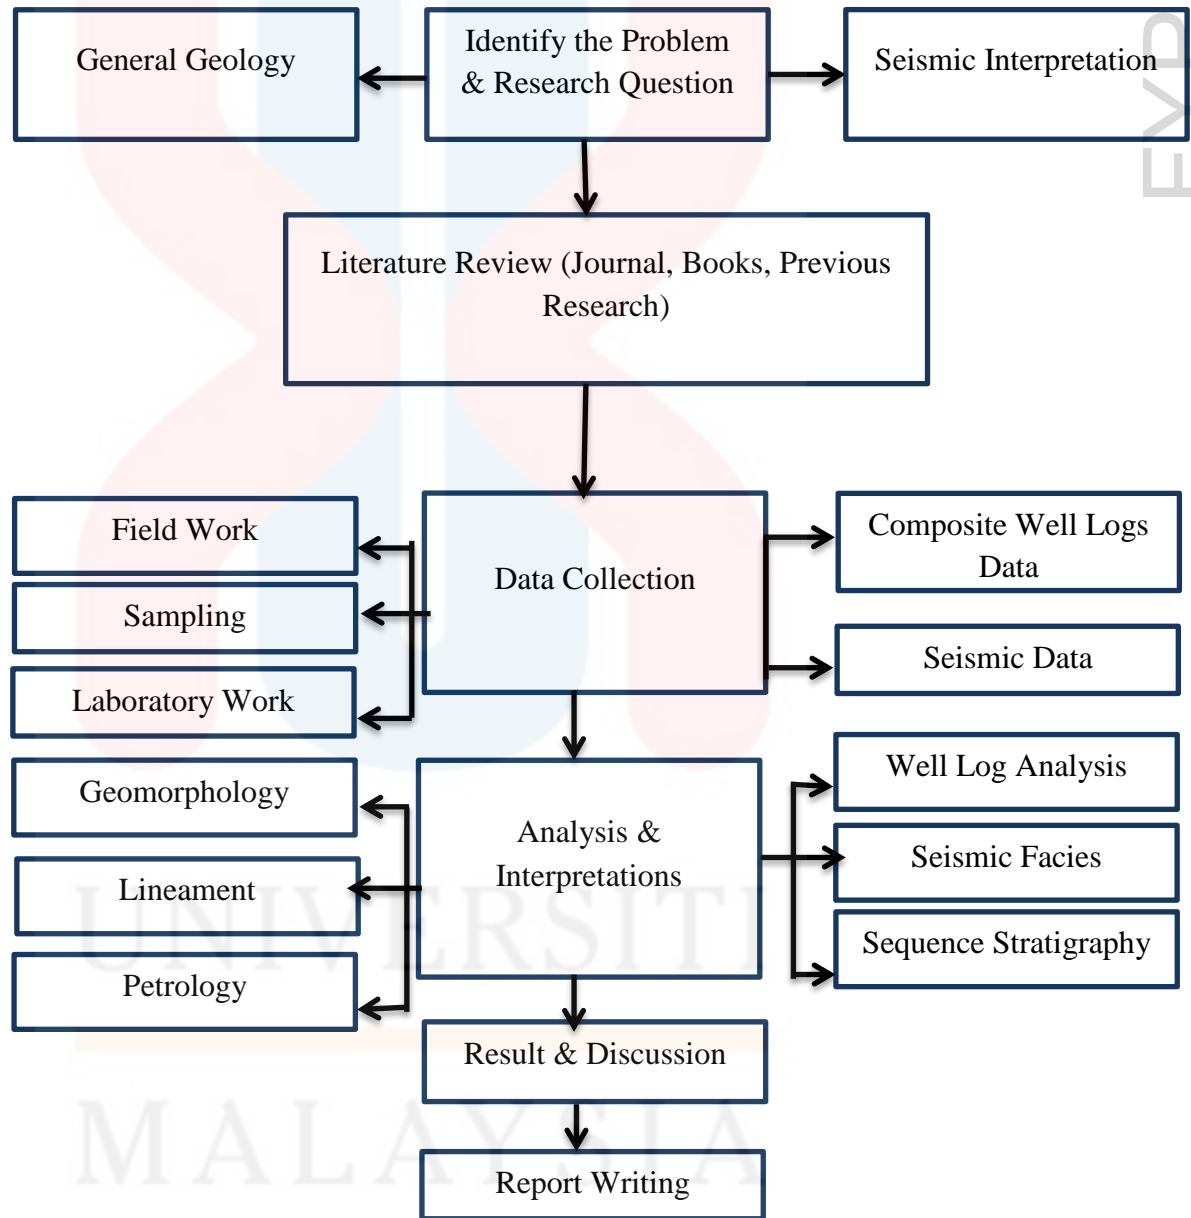 General Geology
Identify the Problem
& Research Question
Seismic Interpretation
FYP
Literature Review (Journal, Books, Previous
Research)
Field Work
Sampling
Laboratory Work
Data Collection
Composite Well Logs
Data
Seismic Data
Geomorphology
Lineament
Petrology
Analysis &
Interpretations
Well Log Analysis
Seismic Facies
Sequence Stratigraphy
UNIVERSITI
Result & Discussion
MALAYSIA
Report Writing